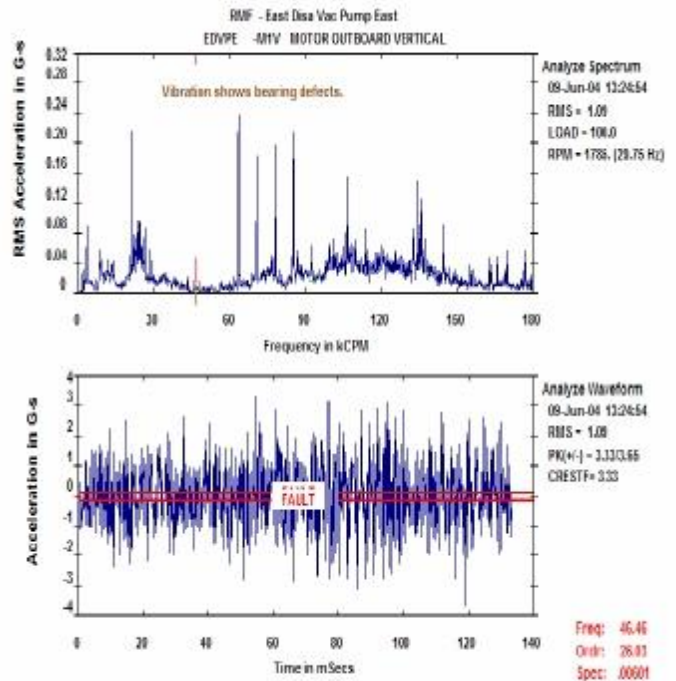 RMF - East Disa Vac Pump East
EDVPE -M1V MOTOR OUTBOARD VERTICAL
RMS Acceleration in G-s
0.32
0.28
0.24
0.20
0.16
0.12
0.08
0.04
0
Vibration shows bearing defects.
0 30 60 90 120 150 180
Frequency in kCPM
Analyze Spectrum
09-Jun-04 13:24:54
RMS = 1.09
LOAD = 100.0
RPM = 1785. (29.75 Hz)
Acceleration in G-s
4
3
2
1
0
-1
-2
-3
-4
FAULT
0 20 40 60 80 100 120 140
Time in mSecs
Analyze Waveform
09-Jun-04 13:24:54
RMS = 1.09
PK(+/-) = 3.33/3.65
CRESTF= 3.33
Freq: 46.46
Ordr: 26.03
Spec: .00601